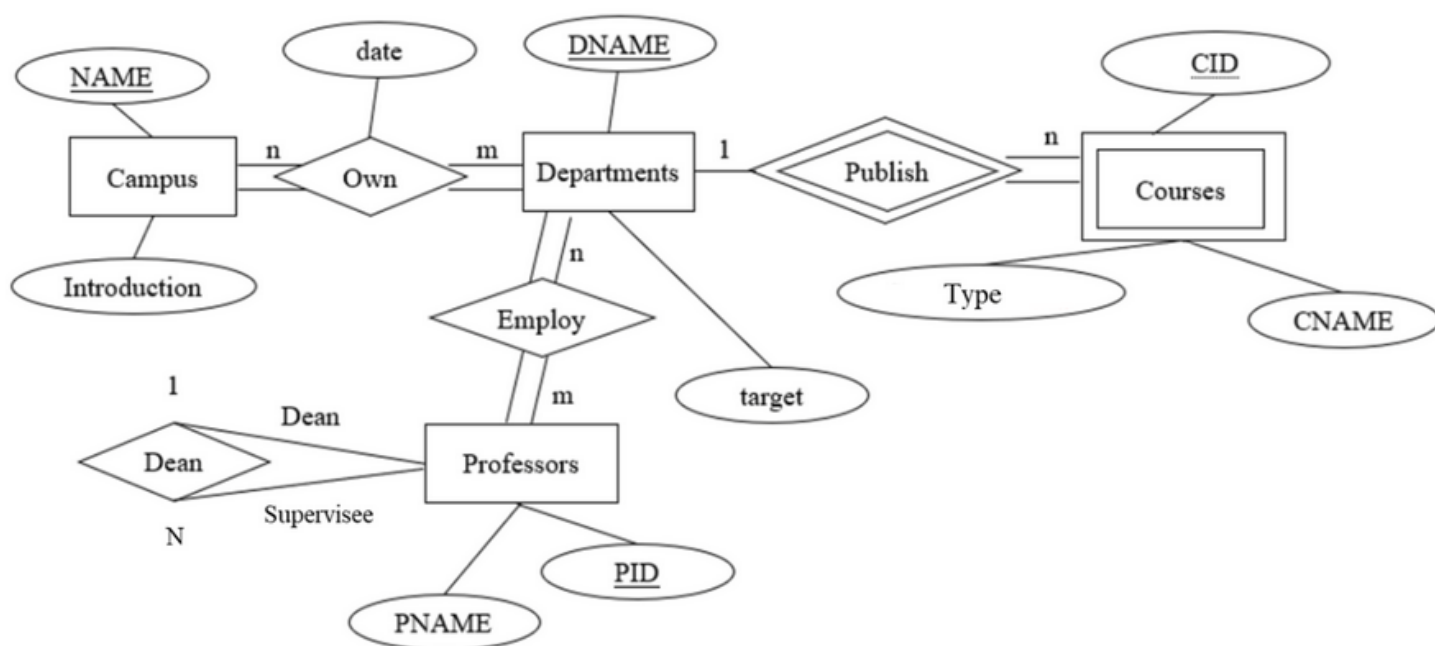 date
DNAME
CID
NAME
n
m
1
n
Campus
Own
Departments
Publish
Courses
n
Introduction
Type
Employ
CNAME
m
target
1
Dean
Dean
Professors
Supervisee
N
PID
PNAME